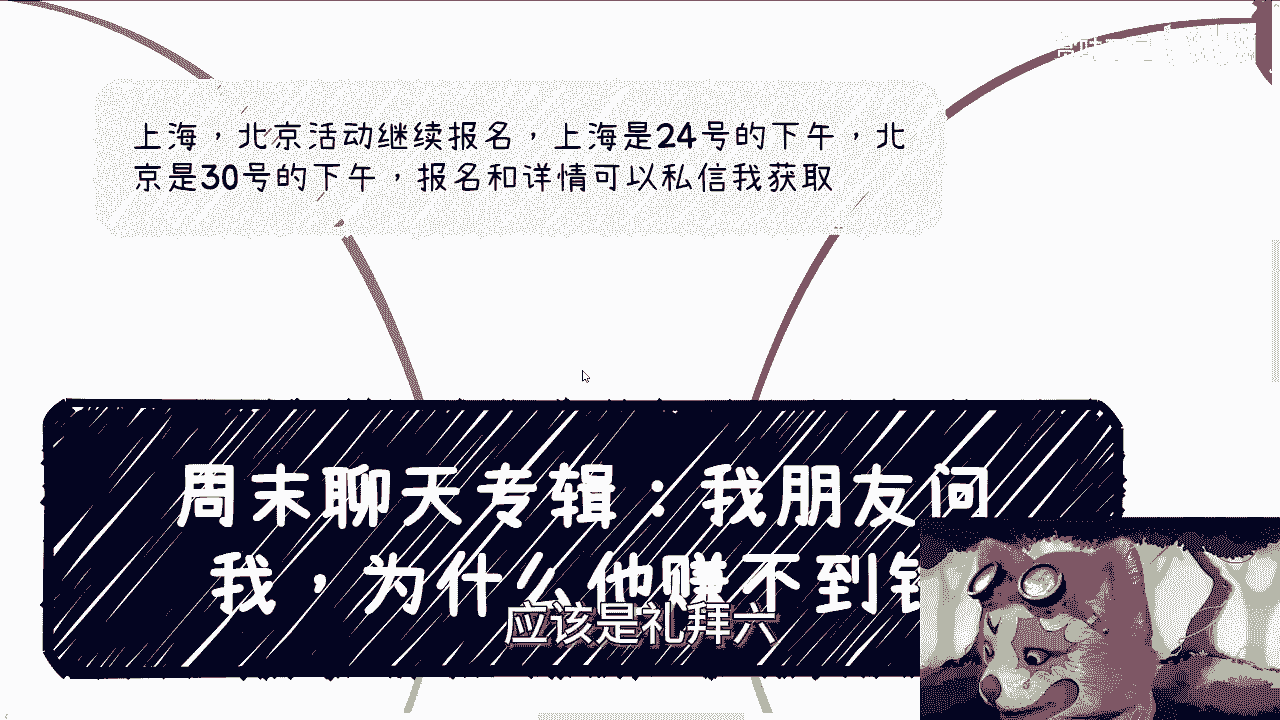 上海，北京活动继续报名，上海是24号的下午，北
京是30号的下午，报名和详情可以私信我获取
周末聊天专辑：我朋友问
我，为什么他赚不到钱
应该是礼拜六